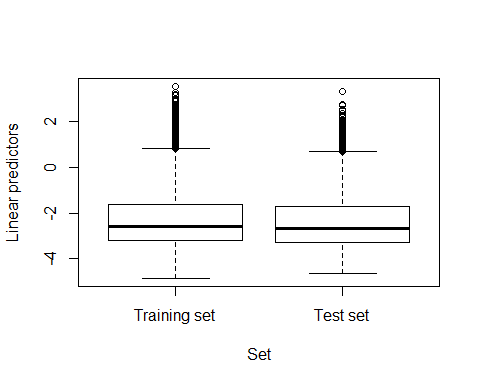 Linear predictors
2
0
-2
-4
Training set
Test set
Set